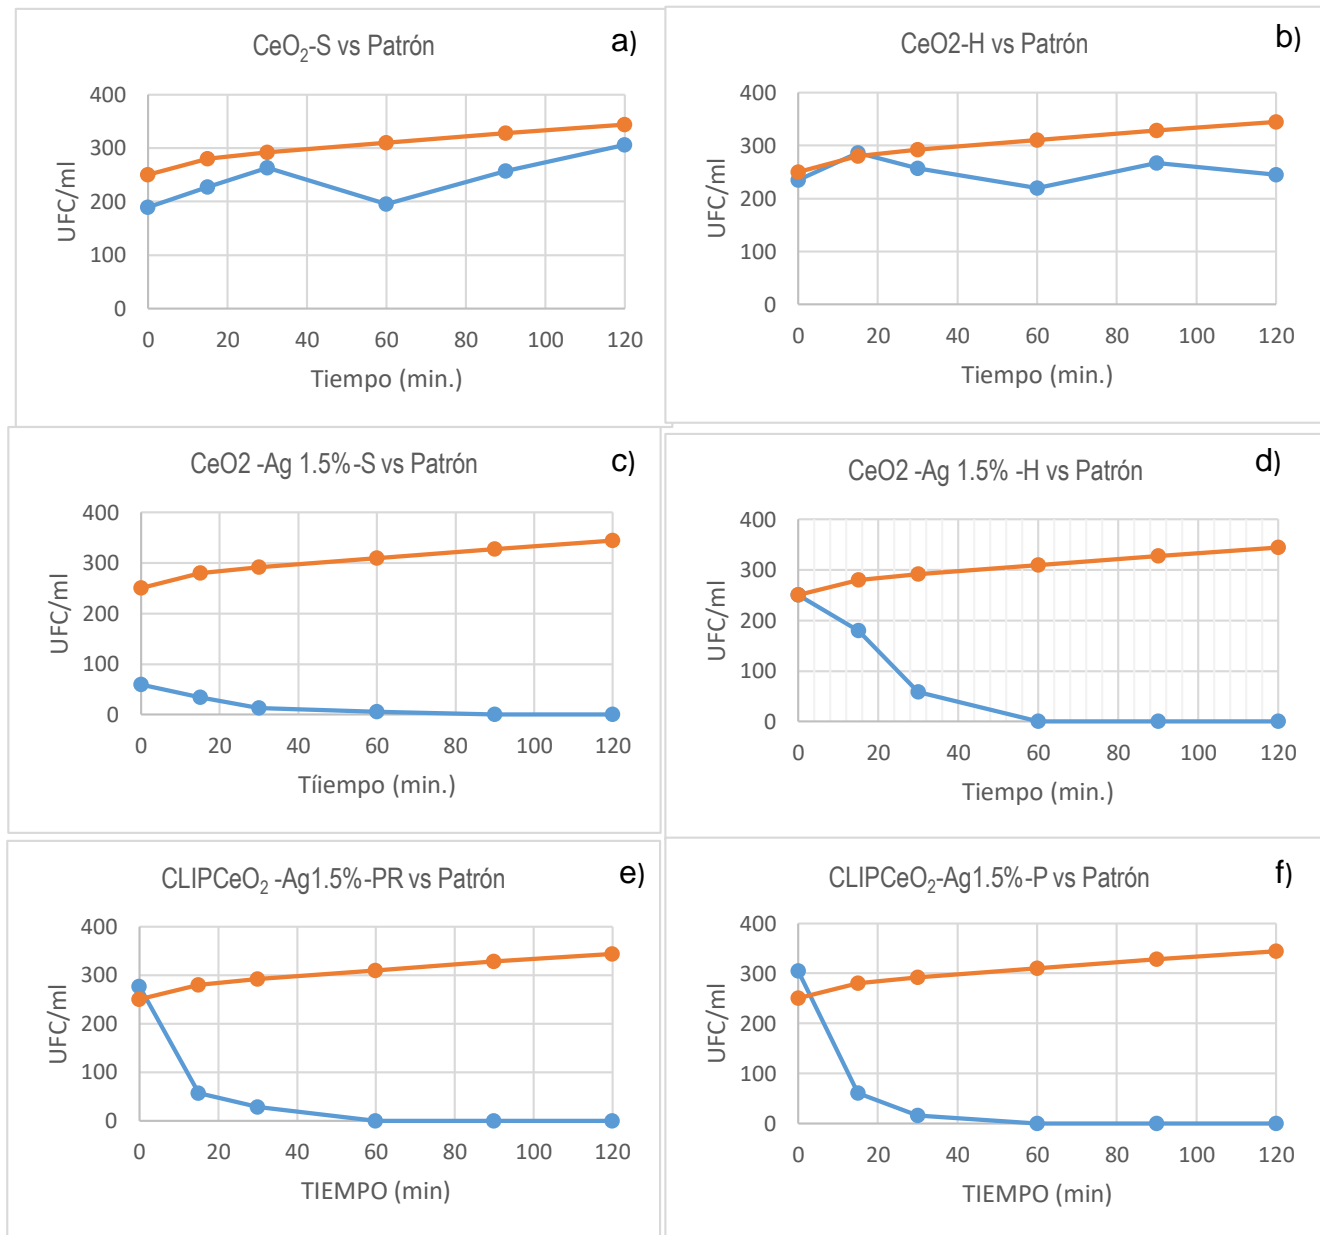 CeO₂-S vs Patrón
a)
400
300
200
100
0
UFC/ml
0 20 40 60 80 100 120
Tiempo (min.)
CeO2-H vs Patrón
b)
400
300
200
100
0
UFC/ml
0 20 40 60 80 100 120
Tiempo (min.)
CeO2 -Ag 1.5%-S vs Patrón
c)
400
300
200
100
0
UFC/ml
0 20 40 60 80 100 120
Tíiempo (min.)
CeO2 -Ag 1.5% -H vs Patrón
d)
400
300
200
100
0
UFC/ml
0 20 40 60 80 100 120
Tiempo (min.)
CLIPCeO₂ -Ag1.5%-PR vs Patrón
e)
400
300
200
100
0
UFC/ml
0 20 40 60 80 100 120
TIEMPO (min)
CLIPCeO₂-Ag1.5%-P vs Patrón
f)
400
300
200
100
0
UFC/ml
0 20 40 60 80 100 120
TIEMPO (min)